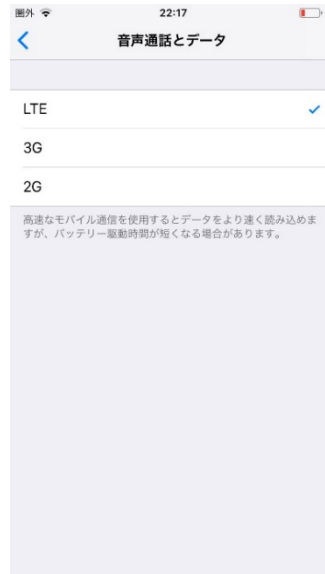 圏外 22:17
音声通話とデータ
LTE
3G
2G
高速なモバイル通信を使用するとデータをより速く読み込めま
すが、バッテリー駆動時間が短くなる場合があります。